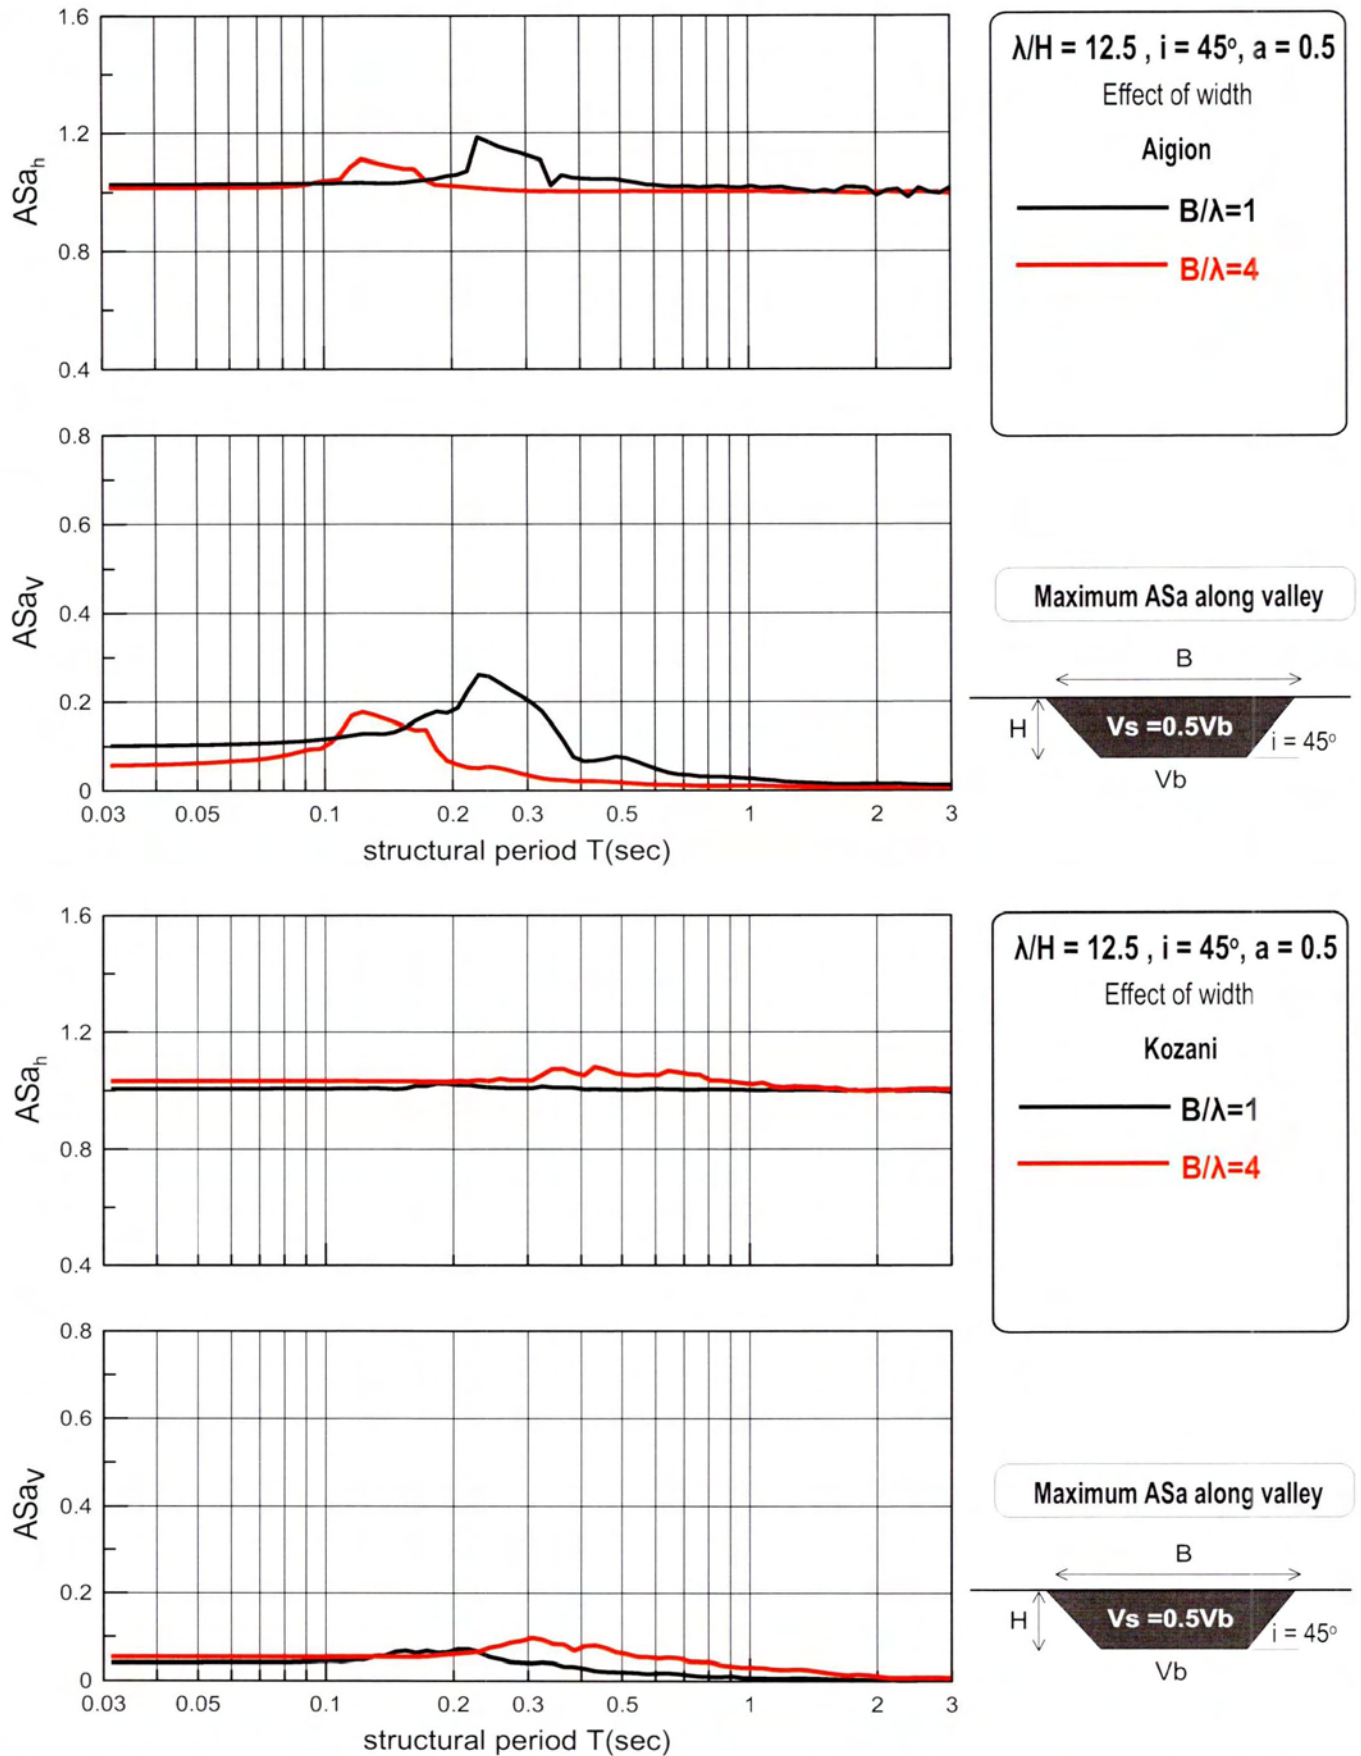 1.6
1.2
0.8
0.4
ASah
λ/H = 12.5 , i = 45°, a = 0.5
Effect of width
Aigion
B/λ=1
B/λ=4
0.8
0.6
0.4
0.2
0
ASav
0.03 0.05 0.1 0.2 0.3 0.5 1 2 3
structural period T(sec)
Maximum ASa along valley
B
H
Vs =0.5Vb
i = 45°
Vb
1.6
1.2
0.8
0.4
ASah
λ/H = 12.5 , i = 45°, a = 0.5
Effect of width
Kozani
B/λ=1
B/λ=4
0.8
0.6
0.4
0.2
0
ASav
0.03 0.05 0.1 0.2 0.3 0.5 1 2 3
structural period T(sec)
Maximum ASa along valley
B
H
Vs =0.5Vb
i = 45°
Vb